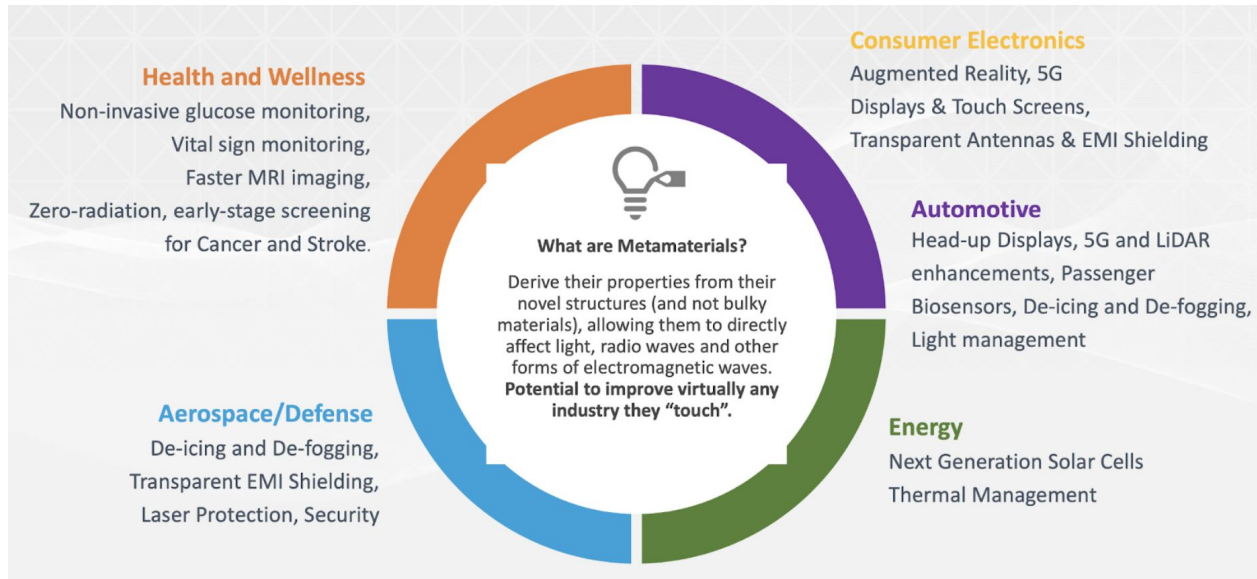 Health and Wellness
Non-invasive glucose monitoring,
Vital sign monitoring,
Faster MRI imaging,
Zero-radiation, early-stage screening
for Cancer and Stroke.
Aerospace/Defense
De-icing and De-fogging,
Transparent EMI Shielding,
Laser Protection, Security
What are Metamaterials?
Derive their properties from their
novel structures (and not bulky
materials), allowing them to directly
affect light, radio waves and other
forms of electromagnetic waves.
Potential to improve virtually any
industry they “touch”.
Consumer Electronics
Augmented Reality, 5G
Displays & Touch Screens,
Transparent Antennas & EMI Shielding
Automotive
Head-up Displays, 5G and LiDAR
enhancements, Passenger
Biosensors, De-icing and De-fogging,
Light management
Energy
Next Generation Solar Cells
Thermal Management